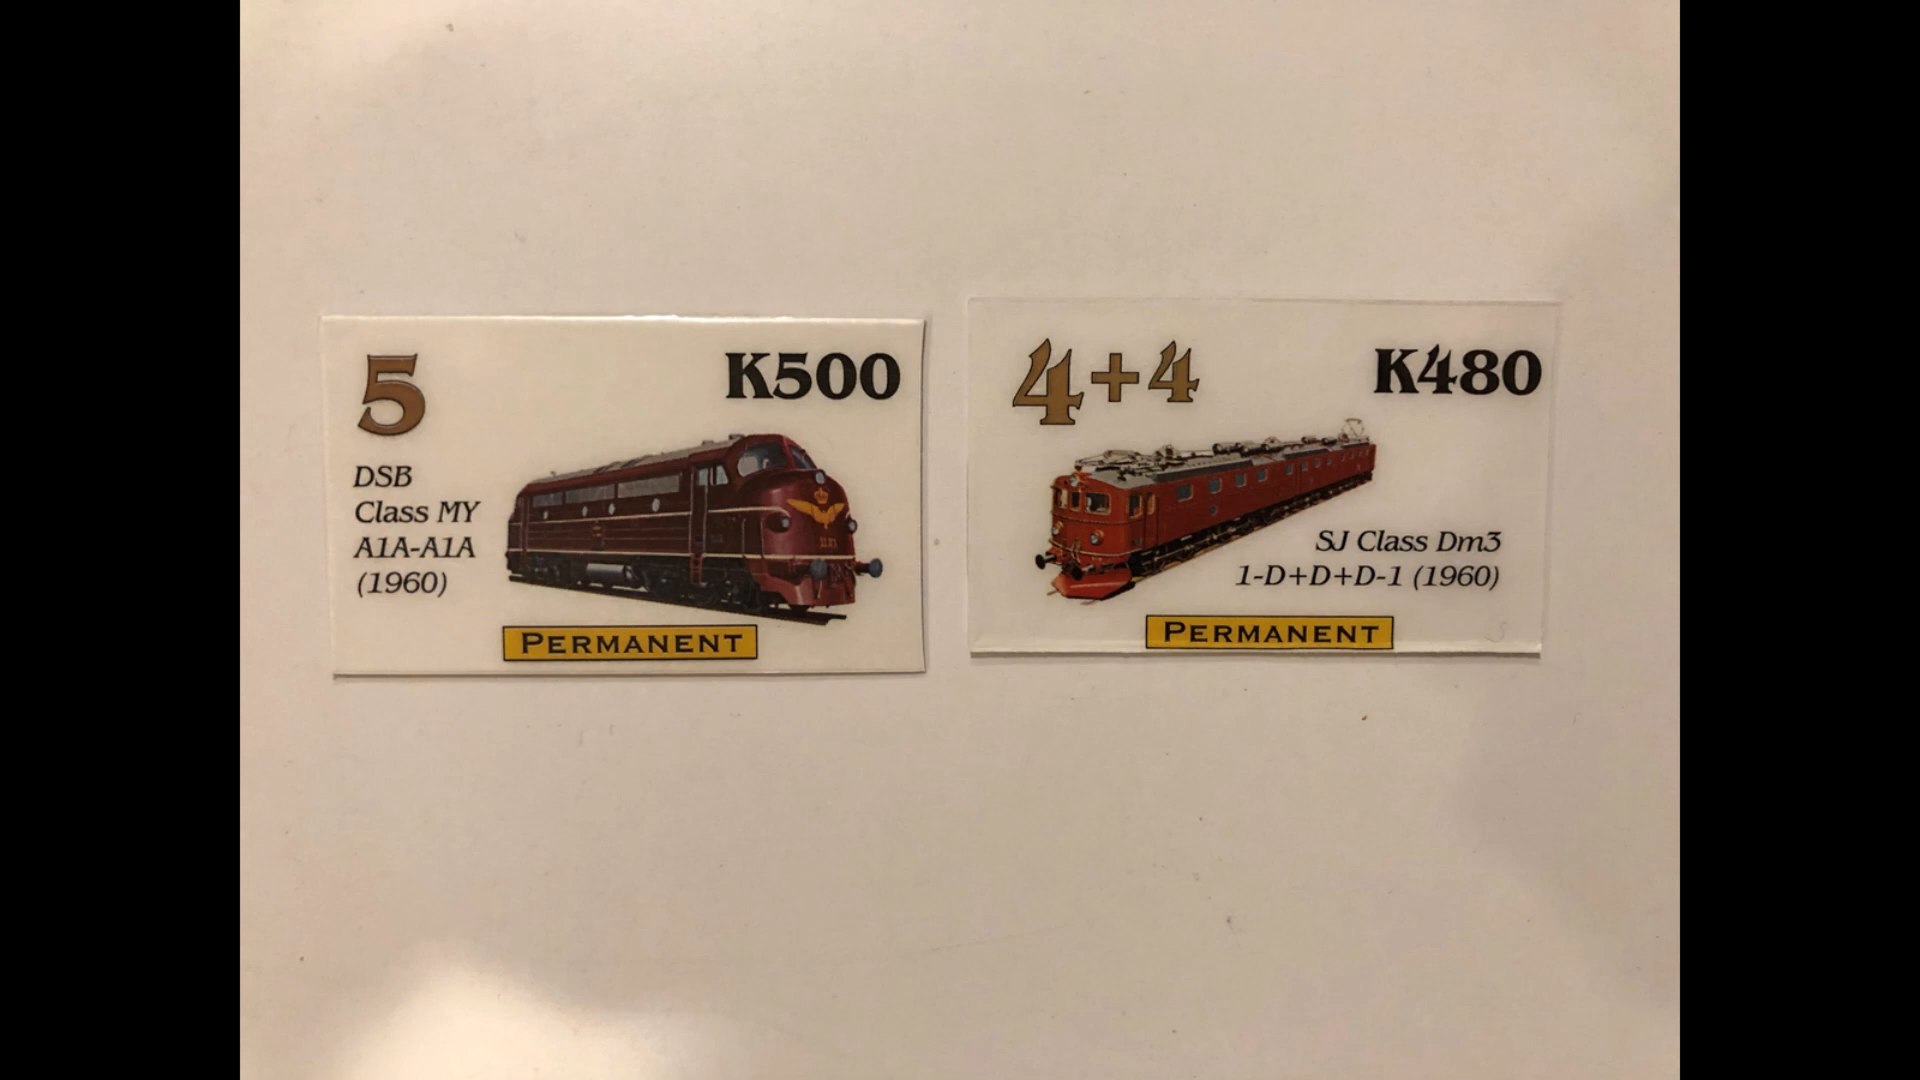 5
K500
DSB
Class MY
A1A-A1A
(1960)
PERMANENT
4+4
K480
SJ Class Dm3
1-D+D+D-1 (1960)
PERMANENT